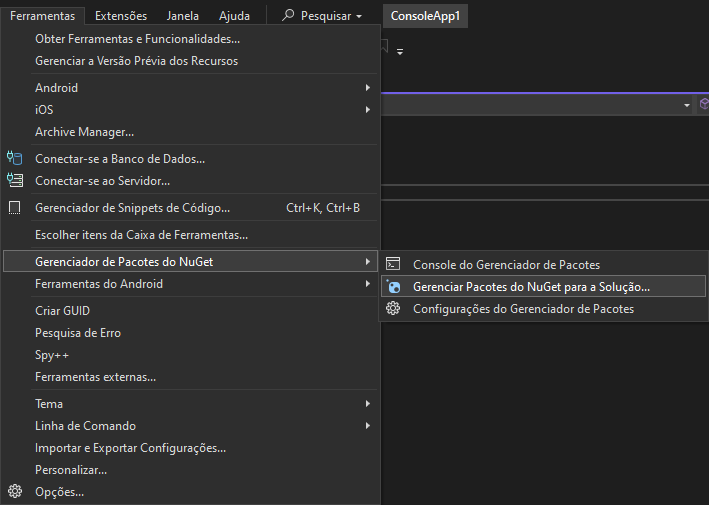 Ferramentas Extensões Janela Ajuda Pesquisar ConsoleApp1
Obter Ferramentas e Funcionalidades...
Gerenciar a Versão Prévia dos Recursos
Android
iOS
Archive Manager...
Conectar-se a Banco de Dados...
Conectar-se ao Servidor...
Gerenciador de Snippets de Código... Ctrl+K, Ctrl+B
Escolher itens da Caixa de Ferramentas...
Gerenciador de Pacotes do NuGet
Console do Gerenciador de Pacotes
Gerenciar Pacotes do NuGet para a Solução...
Configurações do Gerenciador de Pacotes
Ferramentas do Android
Criar GUID
Pesquisa de Erro
Spy++
Ferramentas externas...
Tema
Linha de Comando
Importar e Exportar Configurações...
Personalizar...
Opções...